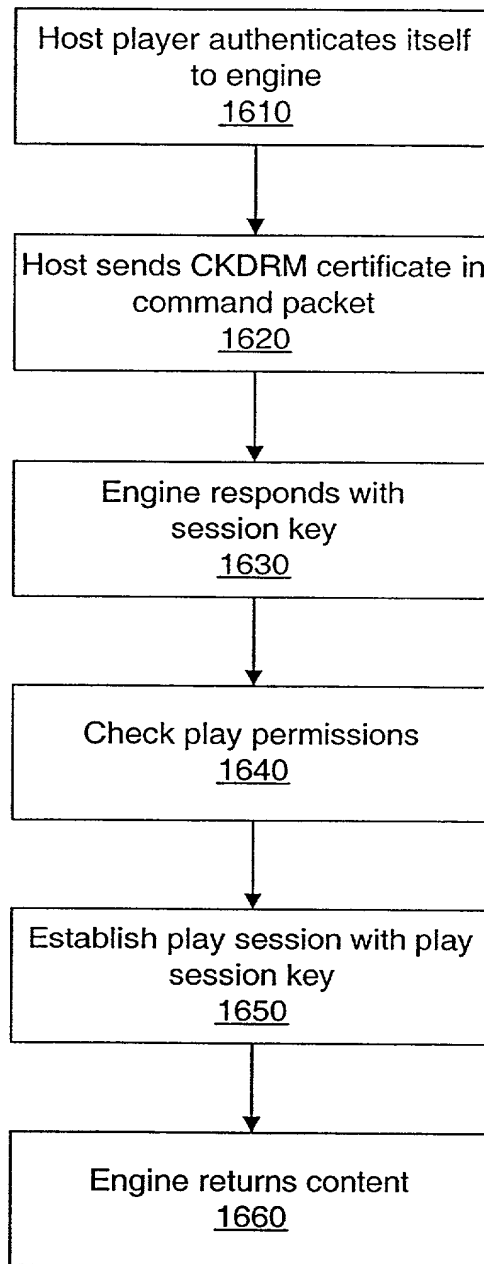 Host player authenticates itself
to engine
1610
Host sends CKDRM certificate in
command packet
1620
Engine responds with
session key
1630
Check play permissions
1640
Establish play session with play
session key
1650
Engine returns content
1660